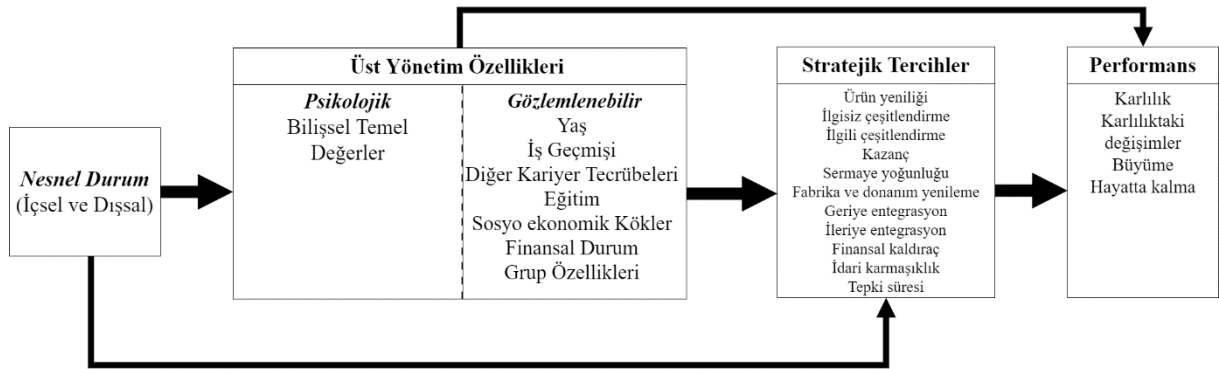 Nesnel Durum
(İçsel ve Dışsal)
Üst Yönetim Özellikleri
Psikolojik
Bilişsel Temel
Değerler
Gözlemlenebilir
Yaş
İş Geçmişi
Diğer Kariyer Tecrübeleri
Eğitim
Sosyo ekonomik Kökler
Finansal Durum
Grup Özellikleri
Stratejik Tercihler
Ürün yeniliği
İlgisiz çeşitlendirme
İlgili çeşitlendirme
Kazanç
Sermaye yoğunluğu
Fabrika ve donanım yenileme
Geriye entegrasyon
İleriye entegrasyon
Finansal kaldıraç
İdari karmaşıklık
Tepki süresi
Performans
Karlılık
Karlılıktaki
değişimler
Büyüme
Hayatta kalma